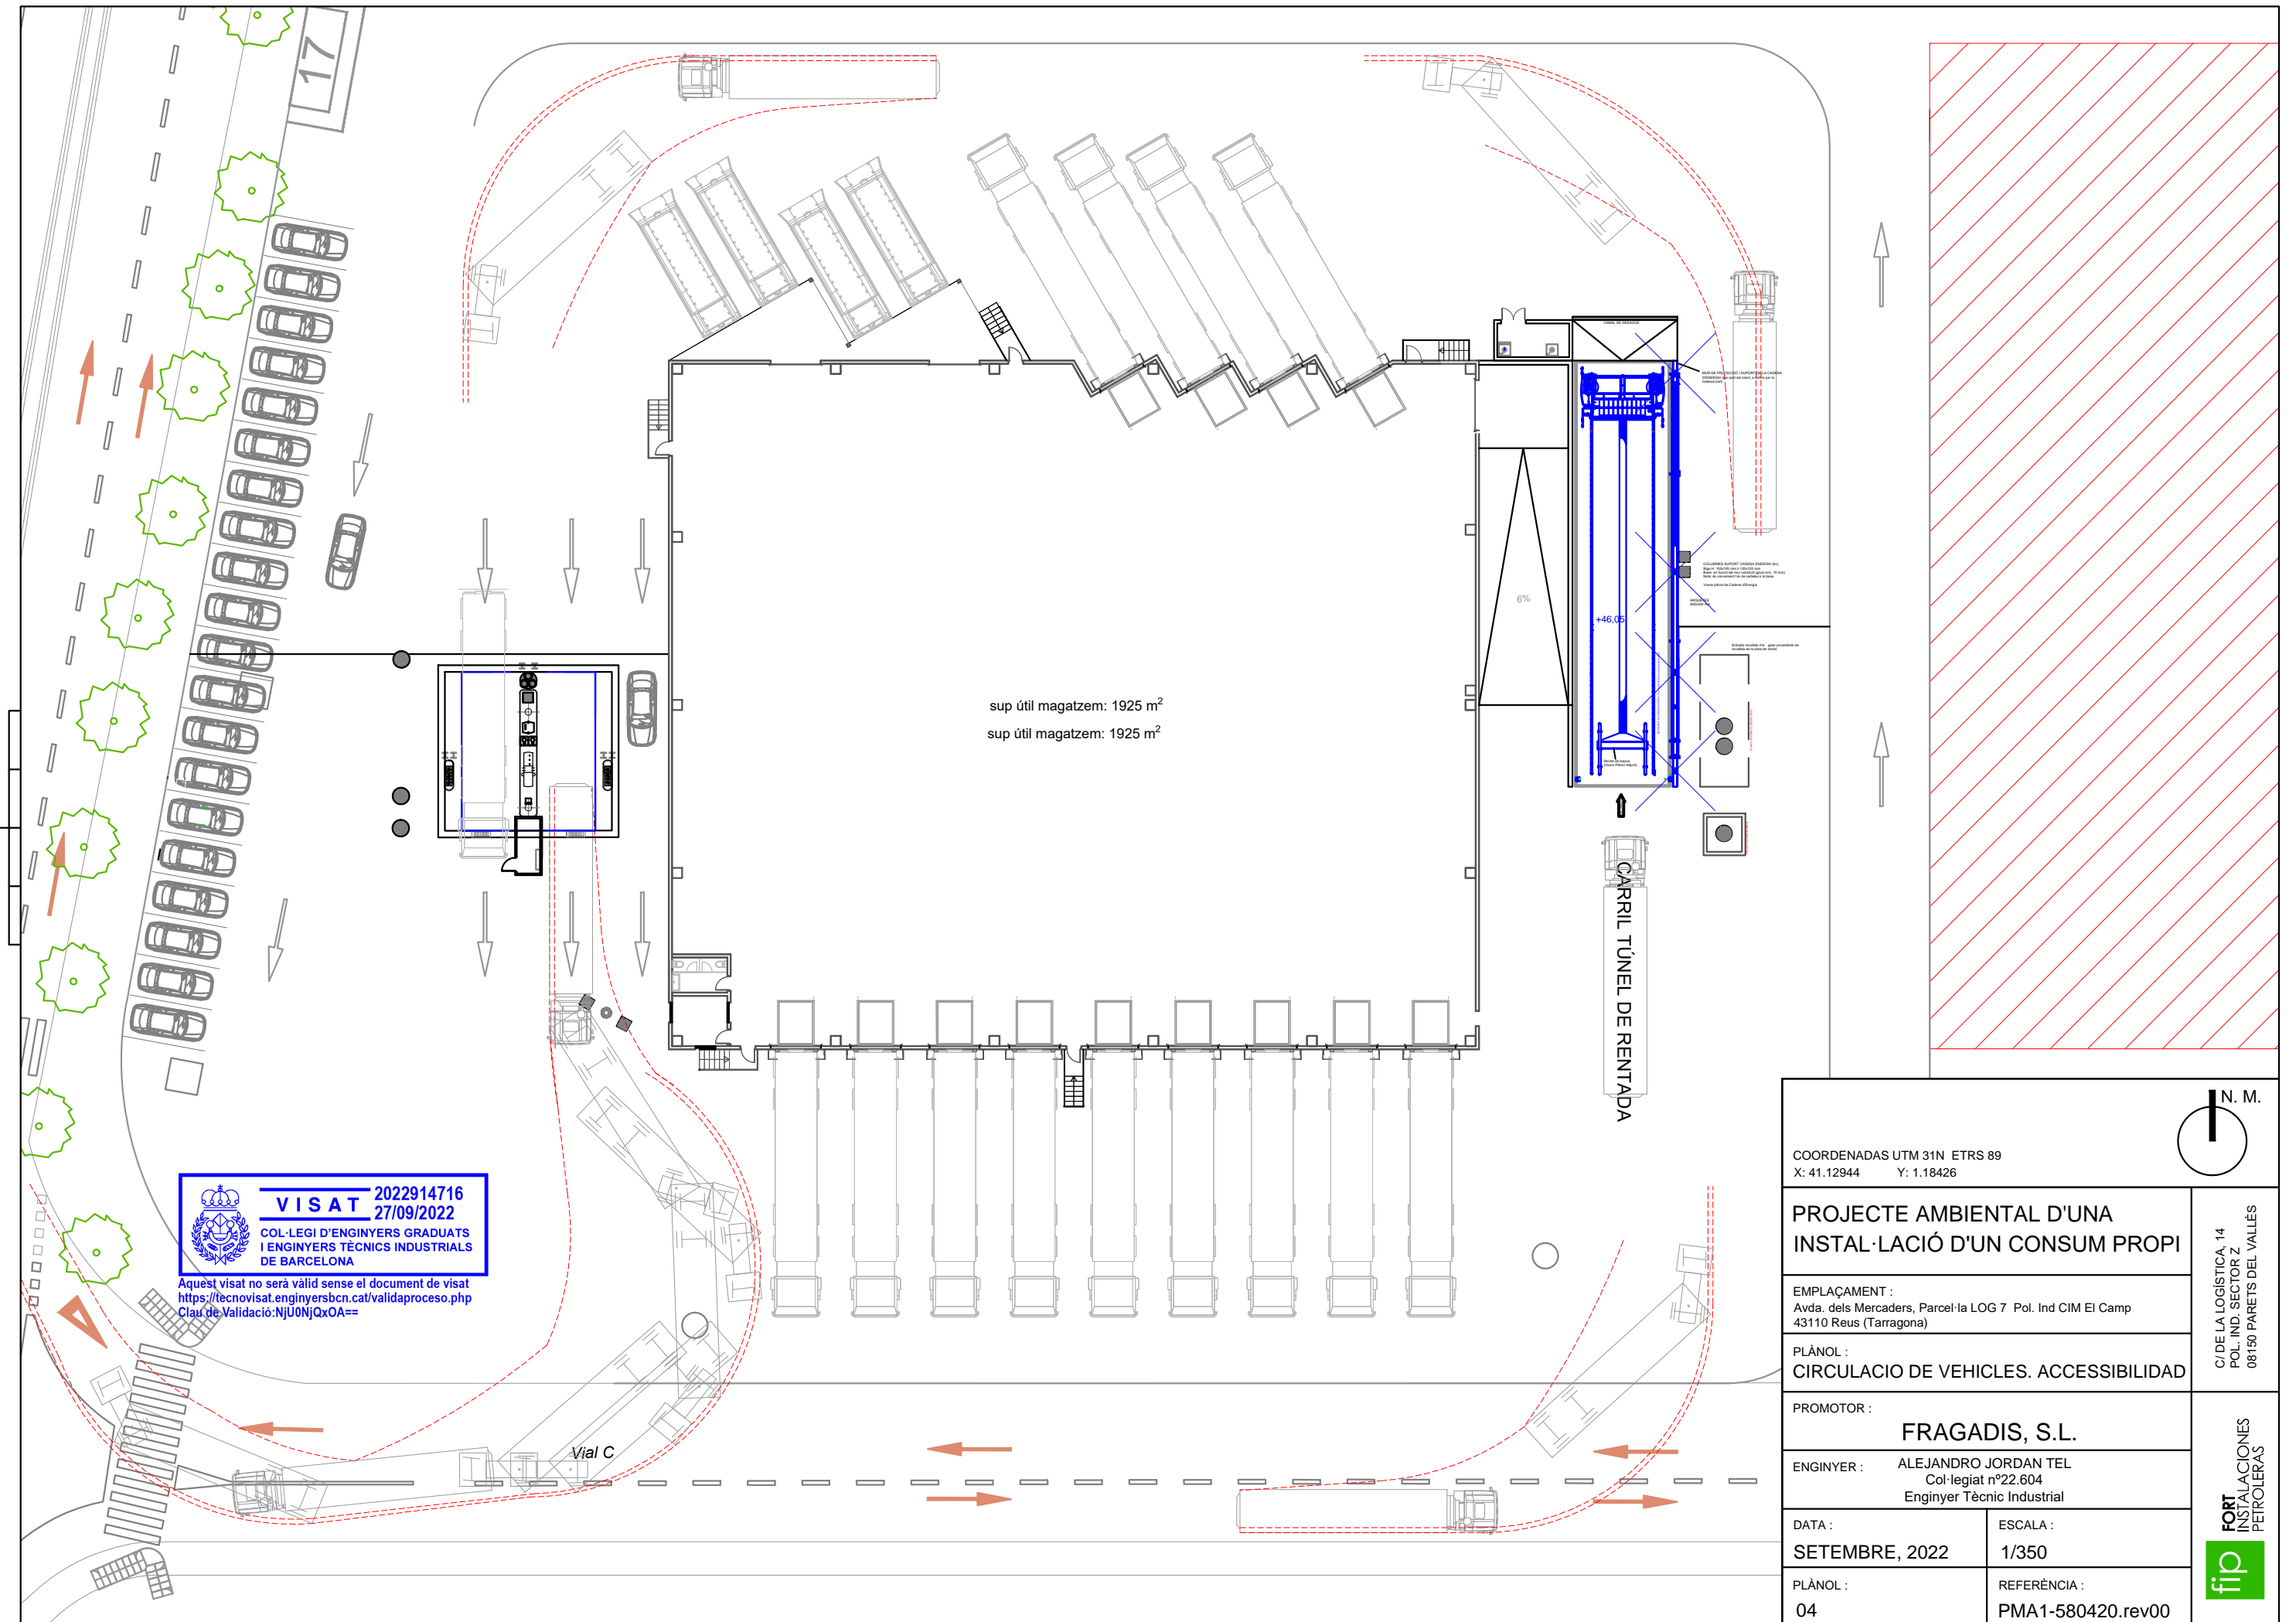 17
CANAL DE DESAGÜE
6%
+46,05
sup útil magatzem: 1925 m²
sup útil magatzem: 1925 m²
CARRIL TÚNEL DE RENTADA
Vial C
VISAT
2022914716
27/09/2022
COL·LEGI D'ENGINYERS GRADUATS
I ENGINYERS TÈCNICS INDUSTRIALS
DE BARCELONA
Aquest visat no serà vàlid sense el document de visat
https://tecnovisat.enginyersbcn.cat/validaproceso.php
Clau de Validació:NjU0NjQxOA==
N. M.
COORDENADAS UTM 31N ETRS 89
X: 41.12944 Y: 1.18426
PROJECTE AMBIENTAL D'UNA
INSTAL·LACIÓ D'UN CONSUM PROPI
EMPLAÇAMENT :
Avda. dels Mercaders, Parcel·la LOG 7 Pol. Ind CIM El Camp
43110 Reus (Tarragona)
PLÀNOL :
CIRCULACIO DE VEHICLES. ACCESSIBILIDAD
PROMOTOR :
FRAGADIS, S.L.
ENGINYER :
ALEJANDRO JORDAN TEL
Col·legiat nº22.604
Enginyer Tècnic Industrial
DATA :
SETEMBRE, 2022
ESCALA :
1/350
PLÀNOL :
04
REFERÈNCIA :
PMA1-580420.rev00
C/ DE LA LOGÍSTICA, 14
POL. IND. SECTOR Z
08150 PARETS DEL VALLÈS
FORT
INSTALACIONES
PETROLERAS
fip